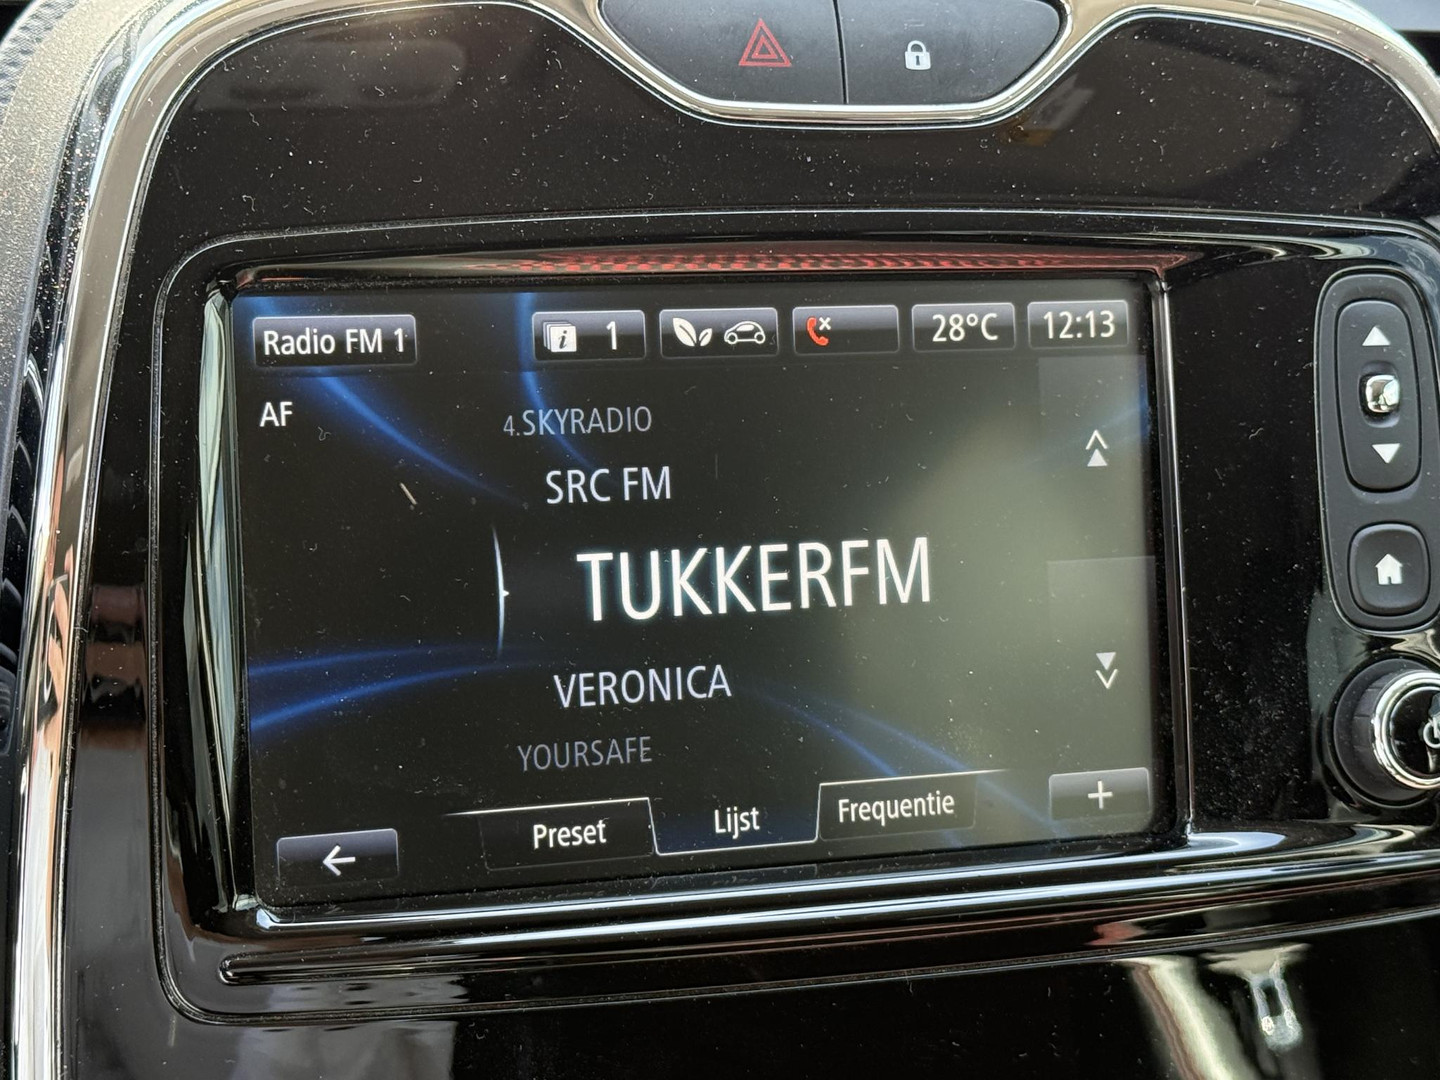 Radio FM 1
1
28°C
12:13
AF
4.SKYRADIO
SRC FM
TUKKERFM
VERONICA
YOURSAFE
Preset
Lijst
Frequentie